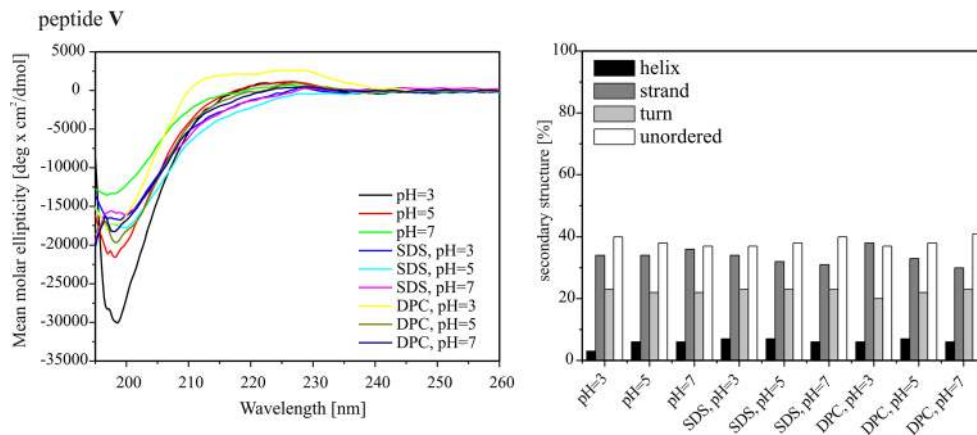 peptide V
Mean molar ellipticity [deg x cm²/dmol]
5000
0
-5000
-10000
-15000
-20000
-25000
-30000
-35000
200
210
220
230
240
250
260
Wavelength [nm]
pH=3
pH=5
pH=7
SDS, pH=3
SDS, pH=5
SDS, pH=7
DPC, pH=3
DPC, pH=5
DPC, pH=7
secondary structure [%]
100
80
60
40
20
0
helix
strand
turn
unordered
pH=3
pH=5
pH=7
SDS, pH=3
SDS, pH=5
SDS, pH=7
DPC, pH=3
DPC, pH=5
DPC, pH=7